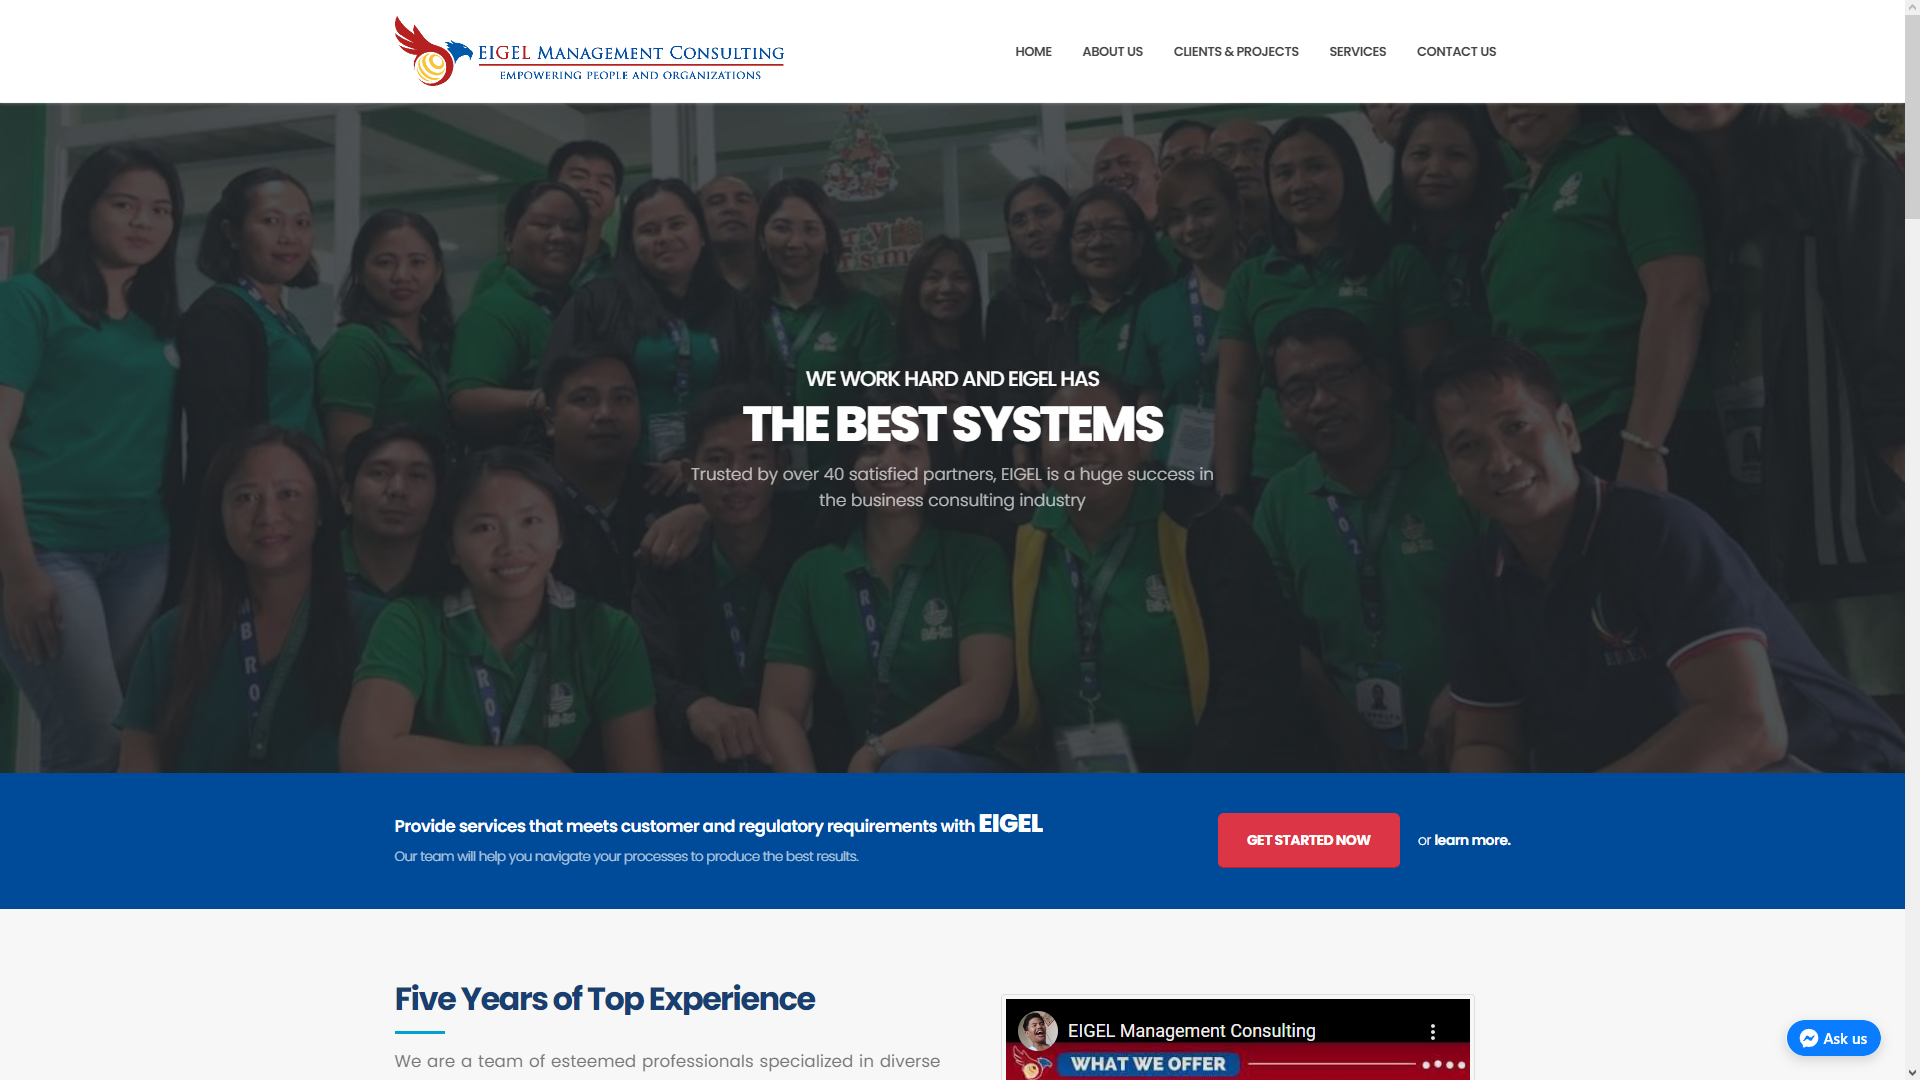 EIGEL MANAGEMENT CONSULTING
EMPOWERING PEOPLE AND ORGANIZATIONS
HOME ABOUT US CLIENTS & PROJECTS SERVICES CONTACT US
WE WORK HARD AND EIGEL HAS
THE BEST SYSTEMS
Trusted by over 40 satisfied partners, EIGEL is a huge success in
the business consulting industry
Provide services that meets customer and regulatory requirements with EIGEL
Our team will help you navigate your processes to produce the best results.
GET STARTED NOW
or learn more.
Five Years of Top Experience
We are a team of esteemed professionals specialized in diverse
EIGEL Management Consulting
WHAT WE OFFER
Ask us